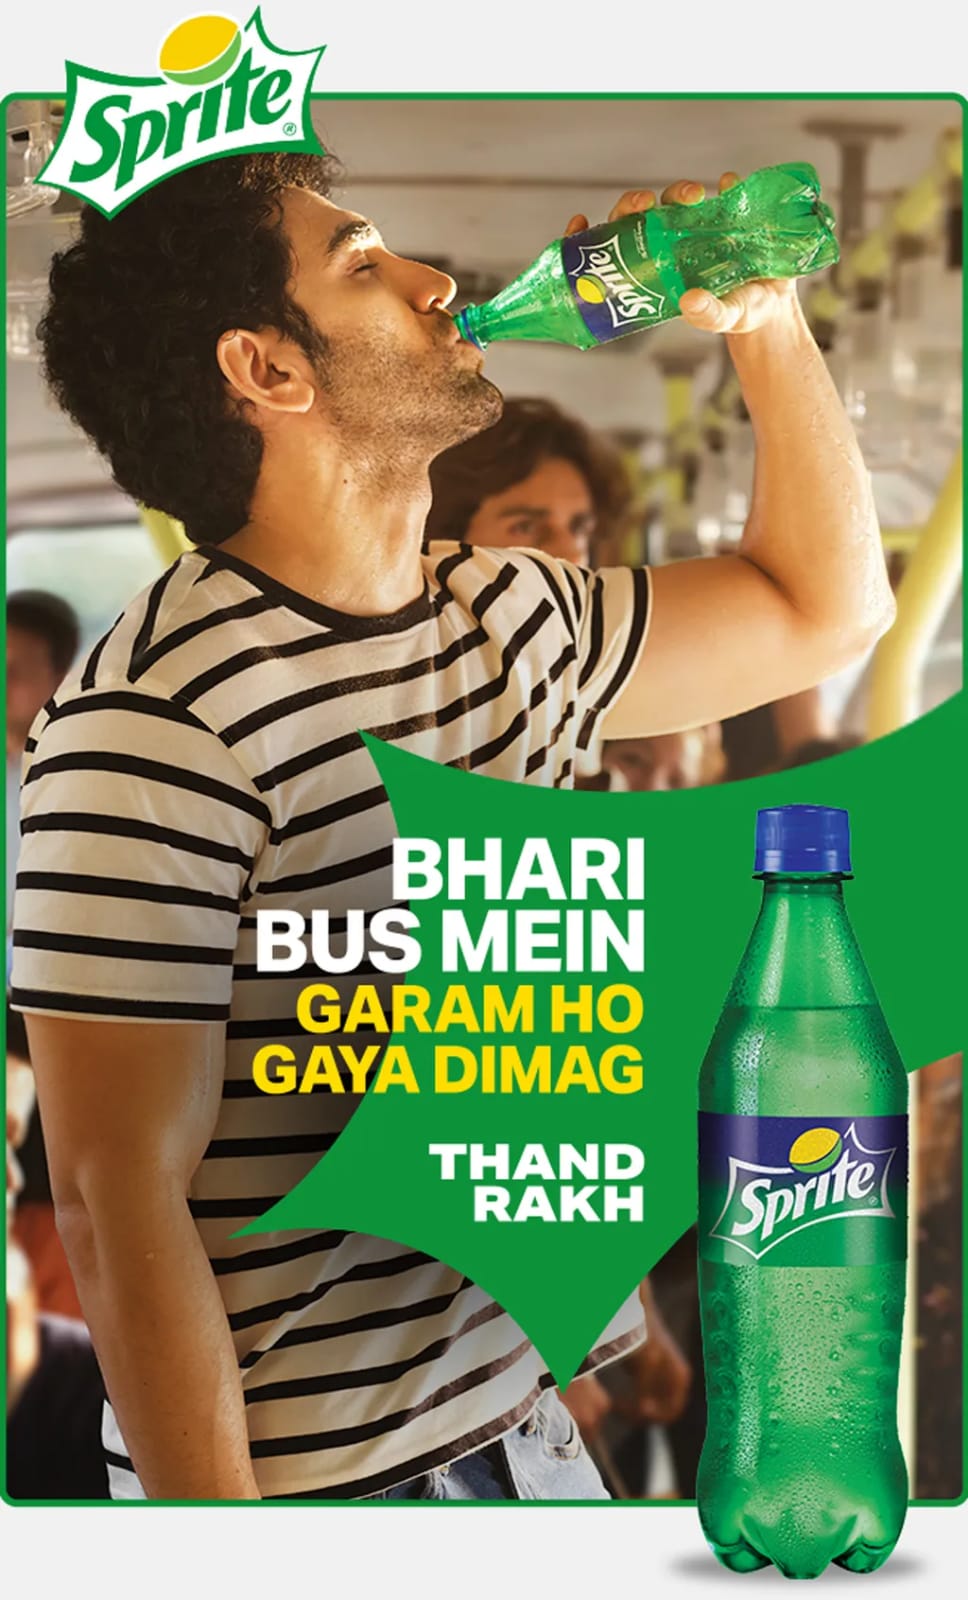 Sprite
Sprite
BHARI
BUS MEIN
GARAM HO
GAYA DIMAG
THAND
RAKH
Sprite